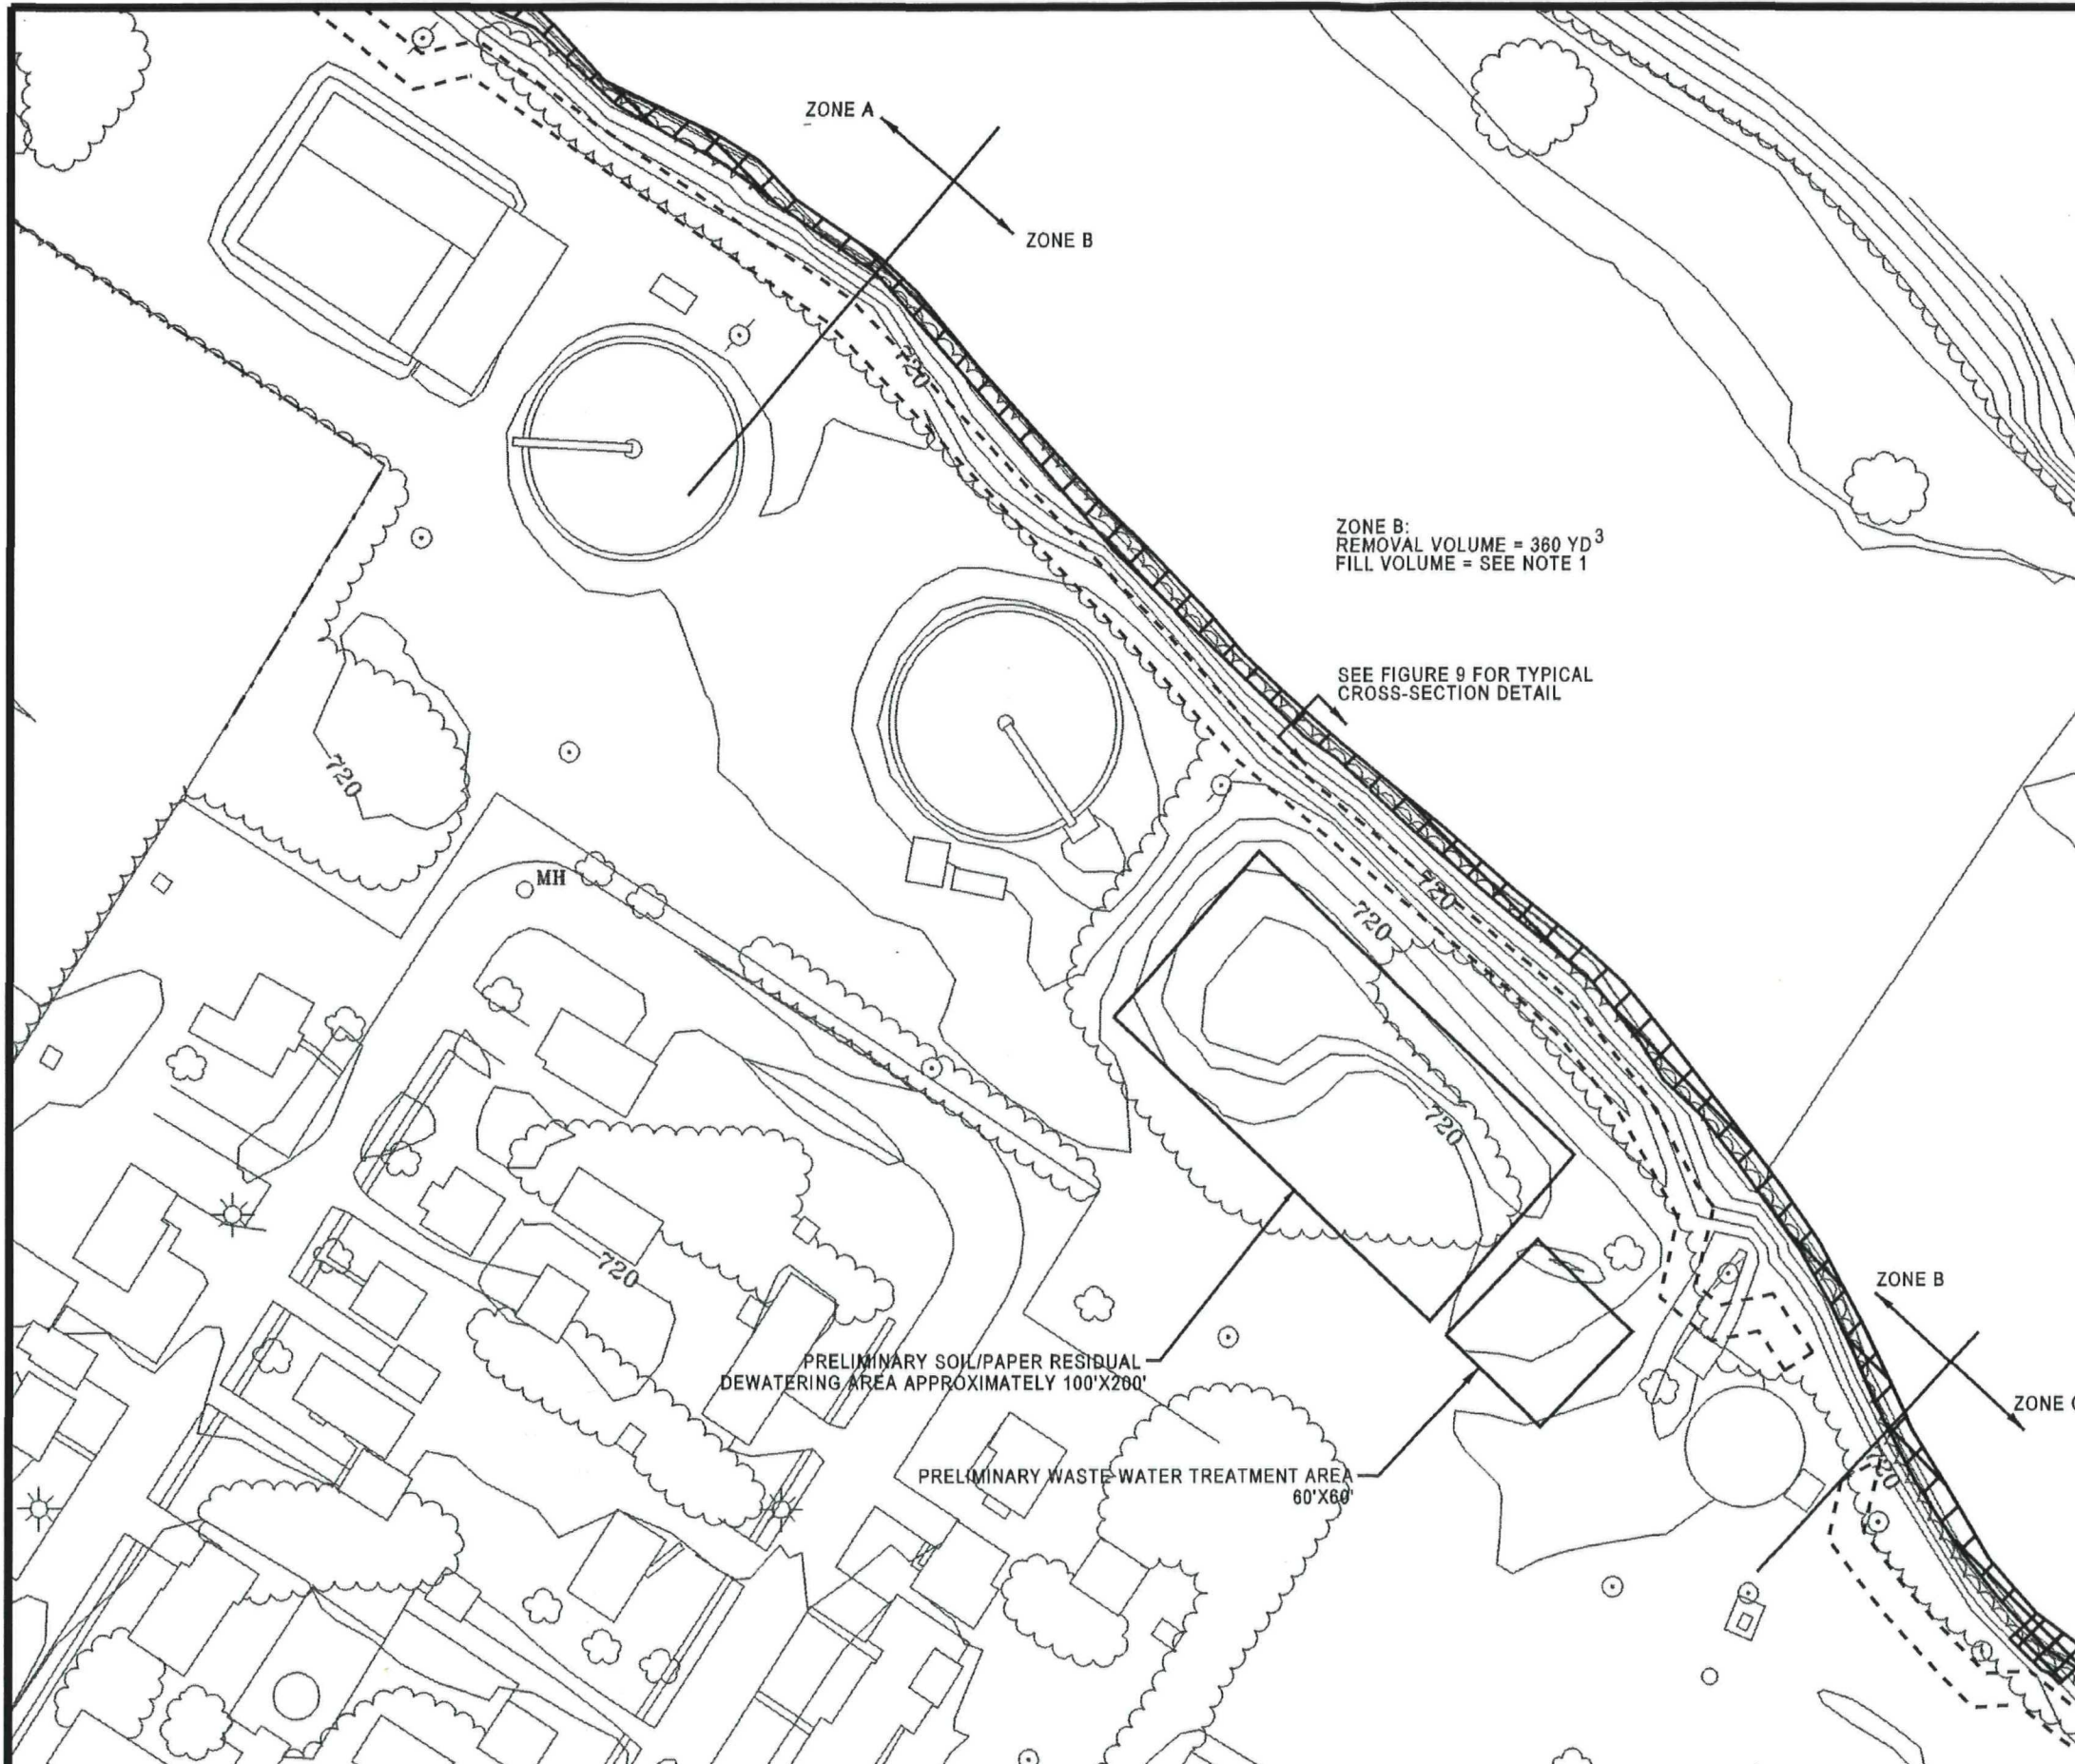 ZONE A
ZONE B
720
ZONE B:
REMOVAL VOLUME = 360 YD3
FILL VOLUME = SEE NOTE 1
SEE FIGURE 9 FOR TYPICAL
CROSS-SECTION DETAIL
720
MH
720
720
720
720
ZONE B
ZONE
PRELIMINARY SOIL/PAPER RESIDUAL
DEWATERING AREA APPROXIMATELY 100'X200'
PRELIMINARY WASTE-WATER TREATMENT AREA
60'X60'
720